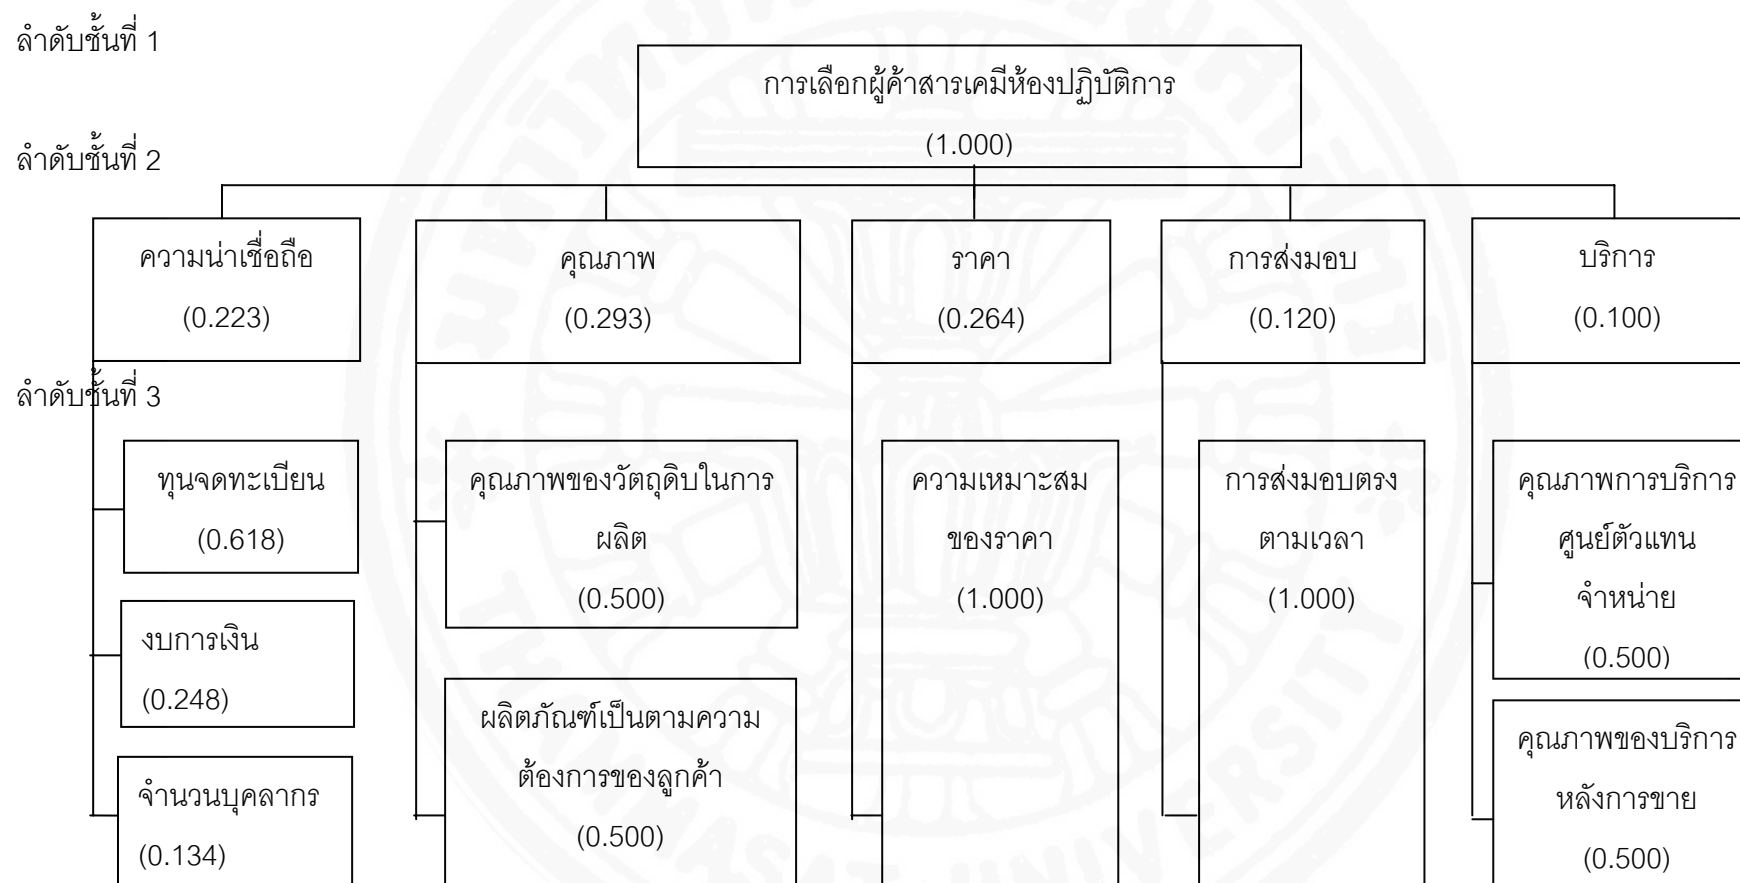 ลำดับชั้นที่ 1
การเลือกผู้ค้าสารเคมีห้องปฏิบัติการ
(1.000)
ลำดับชั้นที่ 2
ความน่าเชื่อถือ
(0.223)
คุณภาพ
(0.293)
ราคา
(0.264)
การส่งมอบ
(0.120)
บริการ
(0.100)
ลำดับชั้นที่ 3
ทุนจดทะเบียน
(0.618)
งบการเงิน
(0.248)
จำนวนบุคลากร
(0.134)
คุณภาพของวัตถุดิบในการ
ผลิต
(0.500)
ผลิตภัณฑ์เป็นตามความ
ต้องการของลูกค้า
(0.500)
ความเหมาะสม
ของราคา
(1.000)
การส่งมอบตรง
ตามเวลา
(1.000)
คุณภาพการบริการ
ศูนย์ตัวแทน
จำหน่าย
(0.500)
คุณภาพของบริการ
หลังการขาย
(0.500)